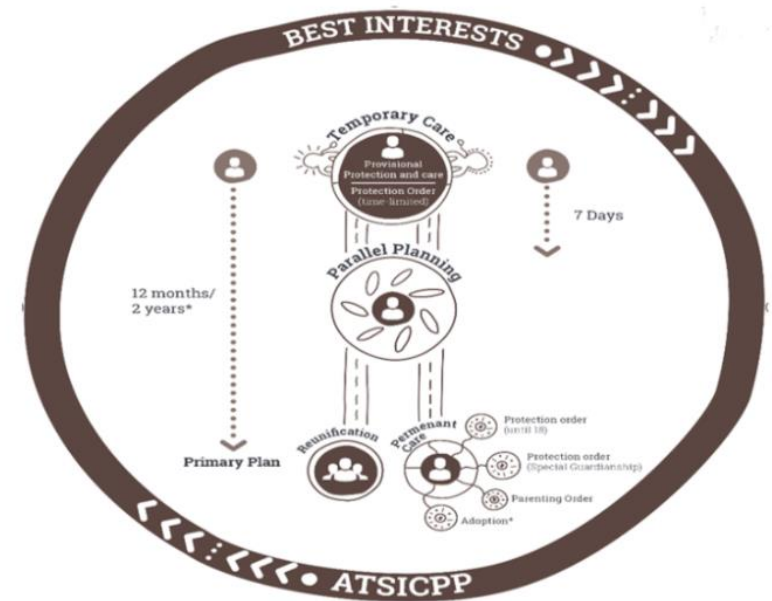 BEST INTERESTS
Temporary Care
Provisional
Protection and care
Protection Order
(time-limited)
7 Days
Parallel Planning
12 months/
2 years*
Primary Plan
Reunification
Permenant
Care
Protection order
(until 18)
Protection order
(Special Guardianship)
Parenting Order
Adoption*
ATSICPP